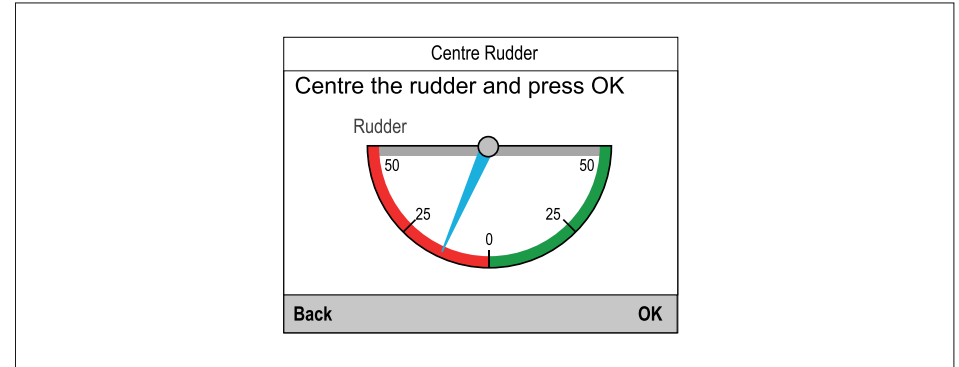 Centre Rudder
Centre the rudder and press OK
Rudder
50 50
25 25
0
Back OK